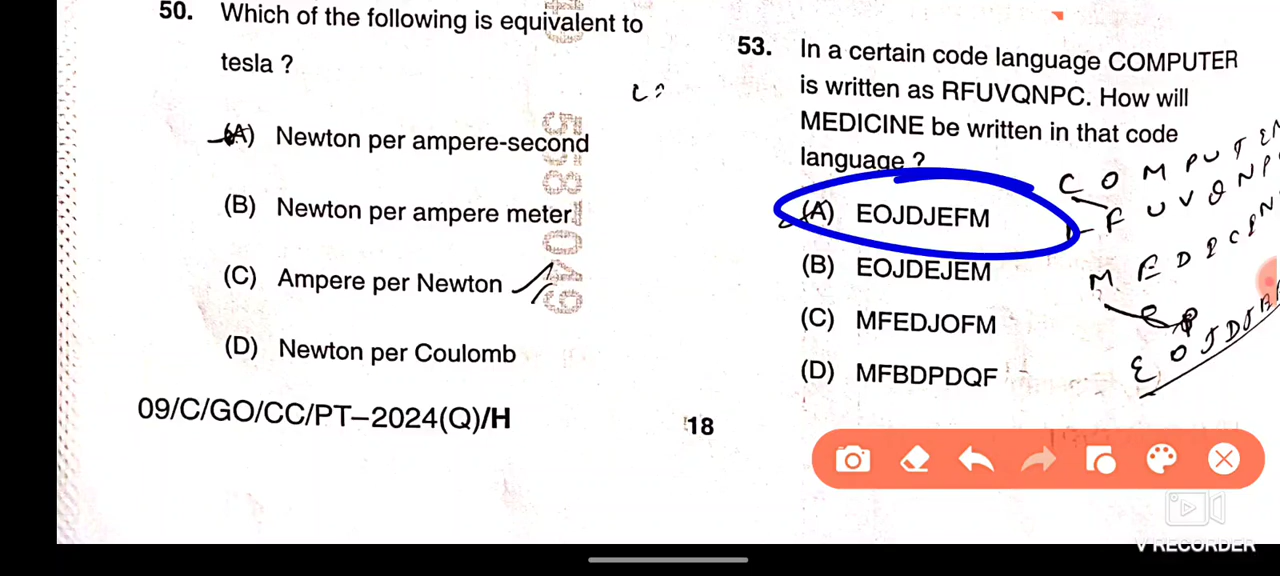 50. Which of the following is equivalent to
tesla ?
(A) Newton per ampere-second
(B) Newton per ampere meter
(C) Ampere per Newton
(D) Newton per Coulomb
09/C/GO/CC/PT–2024(Q)/H
18
5587049
53. In a certain code language COMPUTER
is written as RFUVQNPC. How will
MEDICINE be written in that code
language ?
(A) EOJDJEFM
(B) EOJDEJEM
(C) MFEDJOFM
(D) MFBDPDQF
C O M P U T E
F U V Q N P
M E D I C I N
E O J D J
V RECORDER